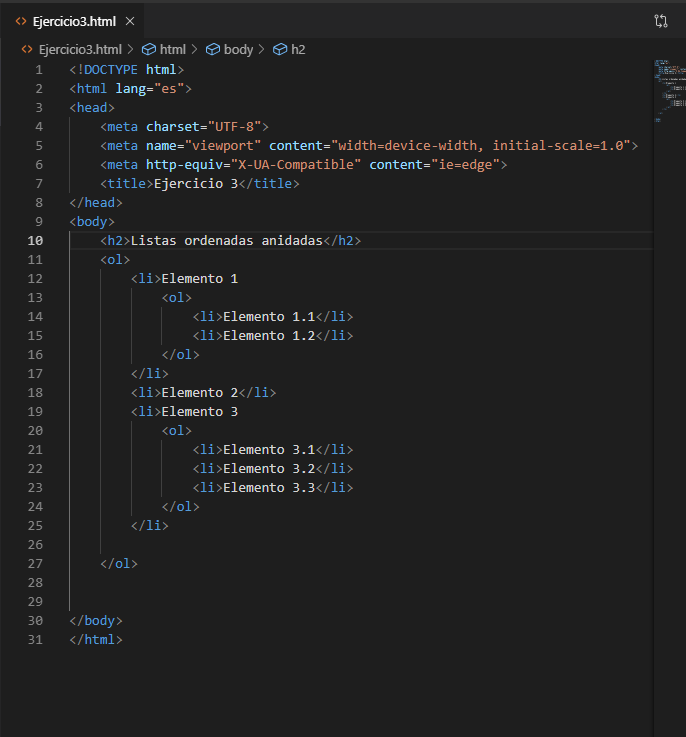 Ejercicio3.html
Ejercicio3.html > html > body > h2
1 <!DOCTYPE html>
2 <html lang="es">
3 <head>
4     <meta charset="UTF-8">
5     <meta name="viewport" content="width=device-width, initial-scale=1.0">
6     <meta http-equiv="X-UA-Compatible" content="ie=edge">
7     <title>Ejercicio 3</title>
8 </head>
9 <body>
10     <h2>Listas ordenadas anidadas</h2>
11     <ol>
12         <li>Elemento 1
13             <ol>
14                 <li>Elemento 1.1</li>
15                 <li>Elemento 1.2</li>
16             </ol>
17         </li>
18         <li>Elemento 2</li>
19         <li>Elemento 3
20             <ol>
21                 <li>Elemento 3.1</li>
22                 <li>Elemento 3.2</li>
23                 <li>Elemento 3.3</li>
24             </ol>
25         </li>
26
27     </ol>
28
29
30 </body>
31 </html>